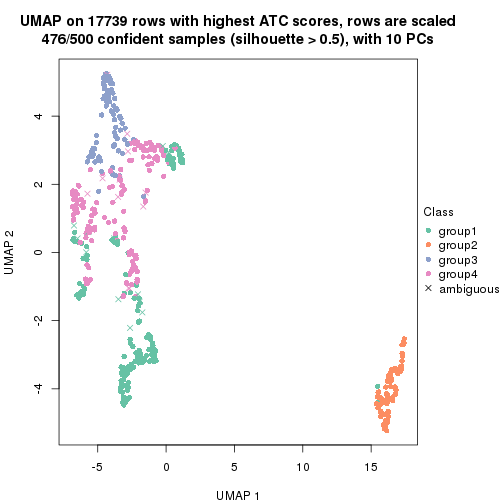 UMAP on 17739 rows with highest ATC scores, rows are scaled
476/500 confident samples (silhouette > 0.5), with 10 PCs
4
2
0
-2
-4
UMAP 2
-5
0
5
10
15
UMAP 1
Class
group1
group2
group3
group4
ambiguous